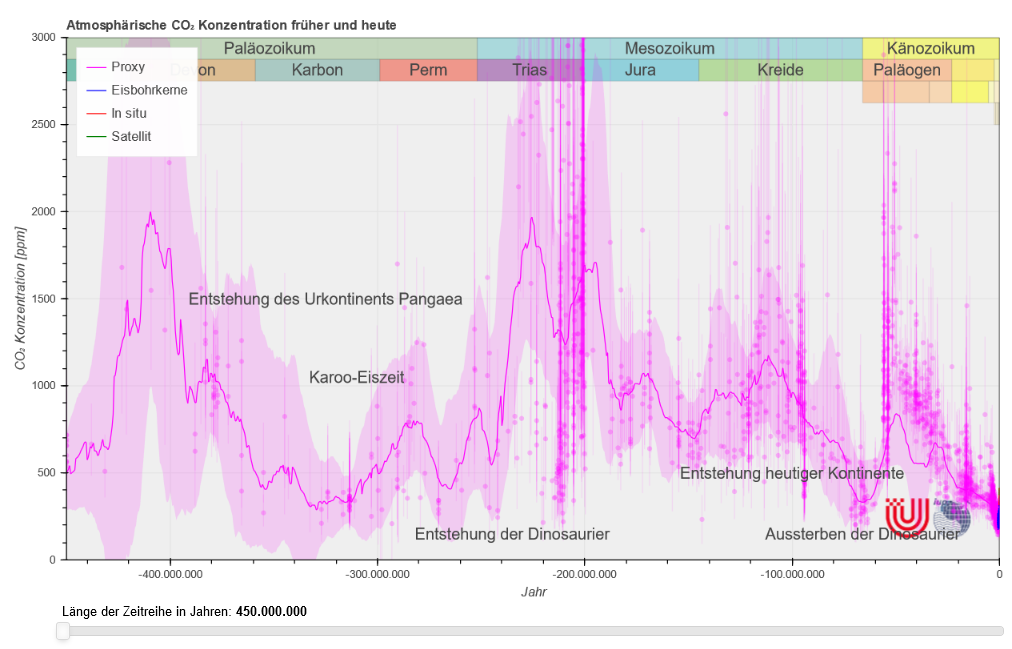 Atmosphärische CO₂ Konzentration früher und heute
3000
2500
2000
1500
1000
500
0
CO₂ Konzentration [ppm]
Paläozoikum
Mesozoikum
Känozoikum
Devon
Karbon
Perm
Trias
Jura
Kreide
Paläogen
Proxy
Eisbohrkerne
In situ
Satellit
Entstehung des Urkontinents Pangaea
Karoo-Eiszeit
Entstehung heutiger Kontinente
Entstehung der Dinosaurier
Aussterben der Dinosaurier
-400.000.000
-300.000.000
-200.000.000
-100.000.000
0
Jahr
Länge der Zeitreihe in Jahren: 450.000.000